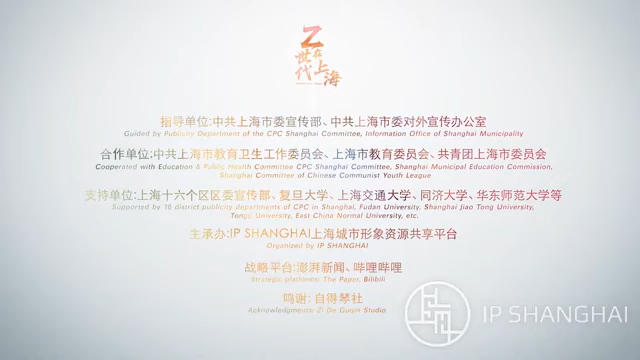 Z
世代
在上海
指导单位:中共上海市委宣传部、中共上海市委对外宣传办公室
Guided by Publicity Department of the CPC Shanghai Committee, Information Office of Shanghai Municipality
合作单位:中共上海市教育卫生工作委员会、上海市教育委员会、共青团上海市委员会
Cooperated with Education & Public Health Committee CPC Shanghai Committee, Shanghai Municipal Education Commission,
Shanghai Committee of Chinese Communist Youth League
支持单位:上海十六个区区委宣传部、复旦大学、上海交通大学、同济大学、华东师范大学等
Supported by 16 district publicity departments of CPC in Shanghai, Fudan University, Shanghai Jiao Tong University,
Tongji University, East China Normal University, etc.
主承办:IP SHANGHAI上海城市形象资源共享平台
Organized by IP SHANGHAI
战略平台:澎湃新闻、哔哩哔哩
Strategic platforms: The Paper, Bilibili
鸣谢: 自得琴社
Acknowledgments: Zi De Guqin Studio
IP SHANGHAI